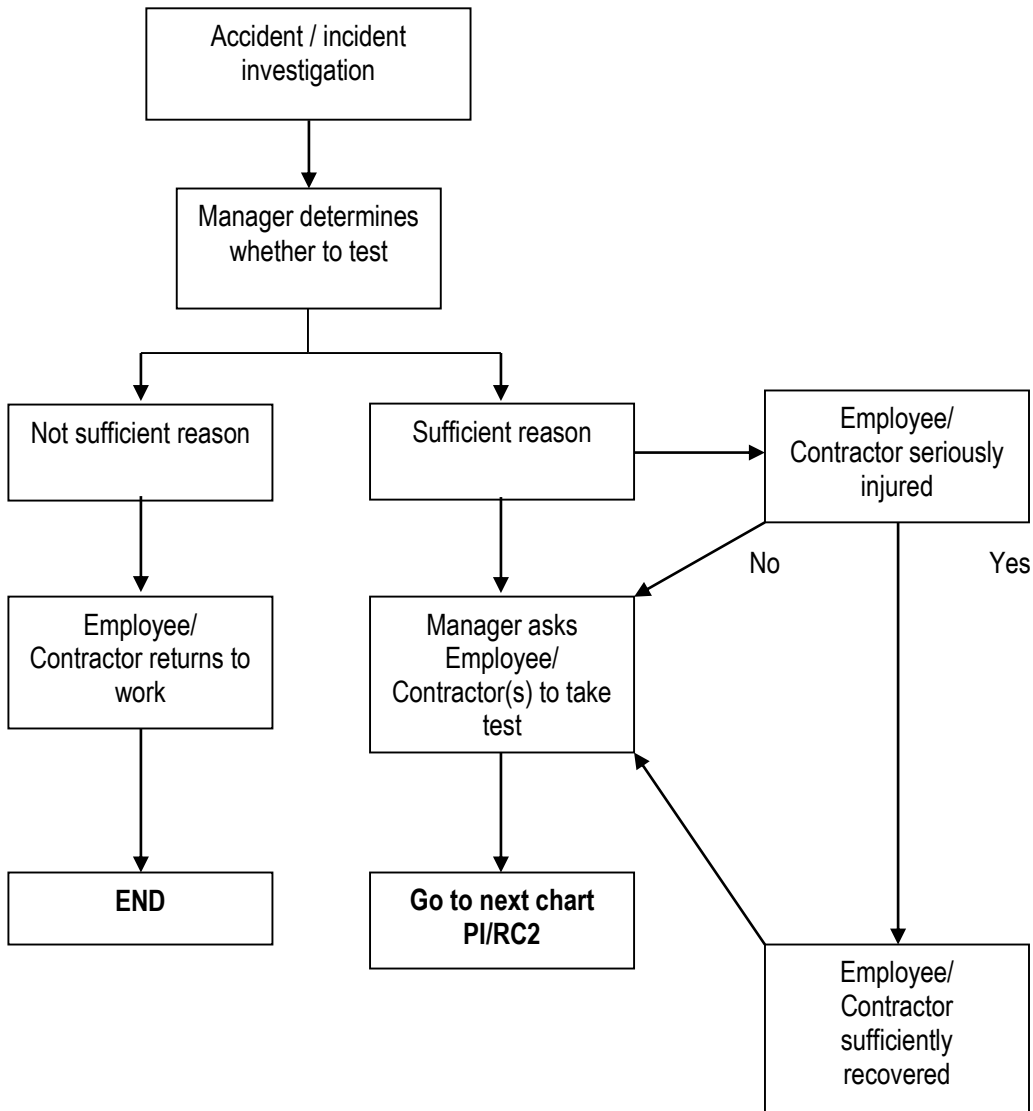 Accident / incident
investigation
Manager determines
whether to test
Not sufficient reason
Sufficient reason
Employee/
Contractor seriously
injured
No
Yes
Employee/
Contractor returns to
work
Manager asks
Employee/
Contractor(s) to take
test
END
Go to next chart
PI/RC2
Employee/
Contractor
sufficiently
recovered